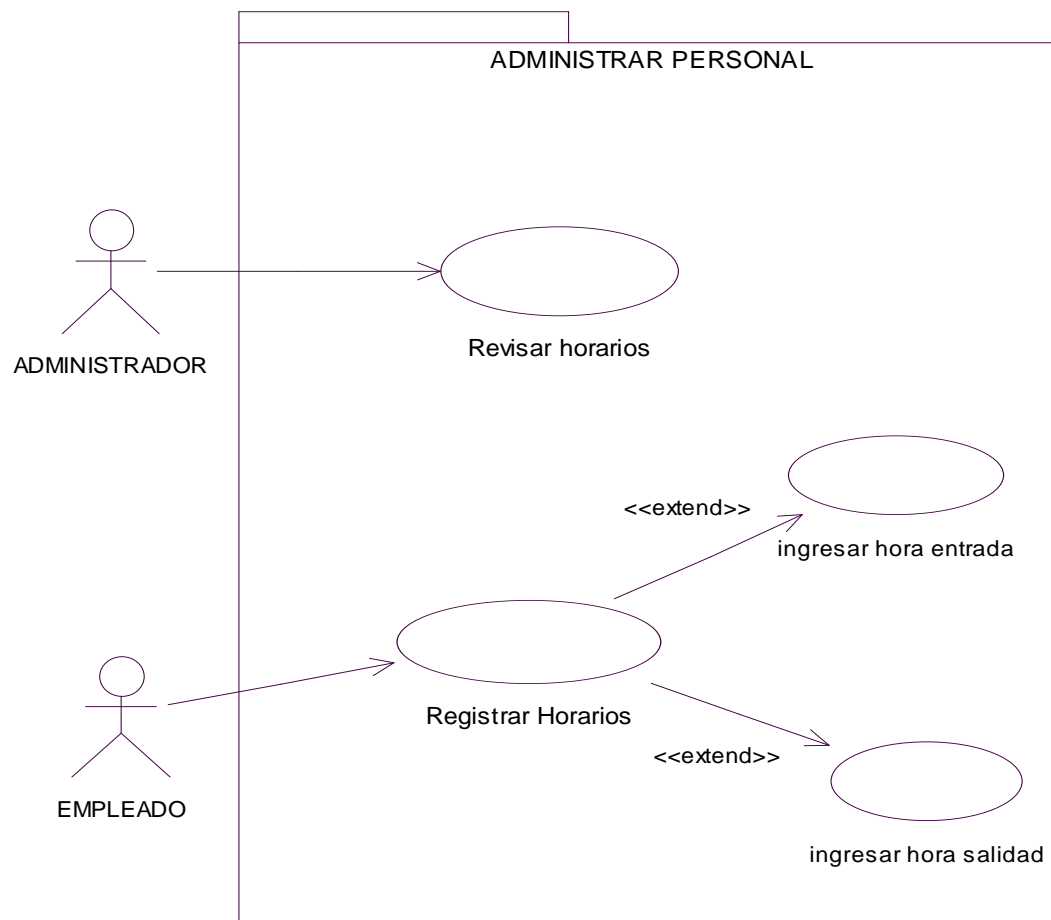 ADMINISTRAR PERSONAL
ADMINISTRADOR
Revisar horarios
<<extend>>
ingresar hora entrada
Registrar Horarios
<<extend>>
EMPLEADO
ingresar hora salidad